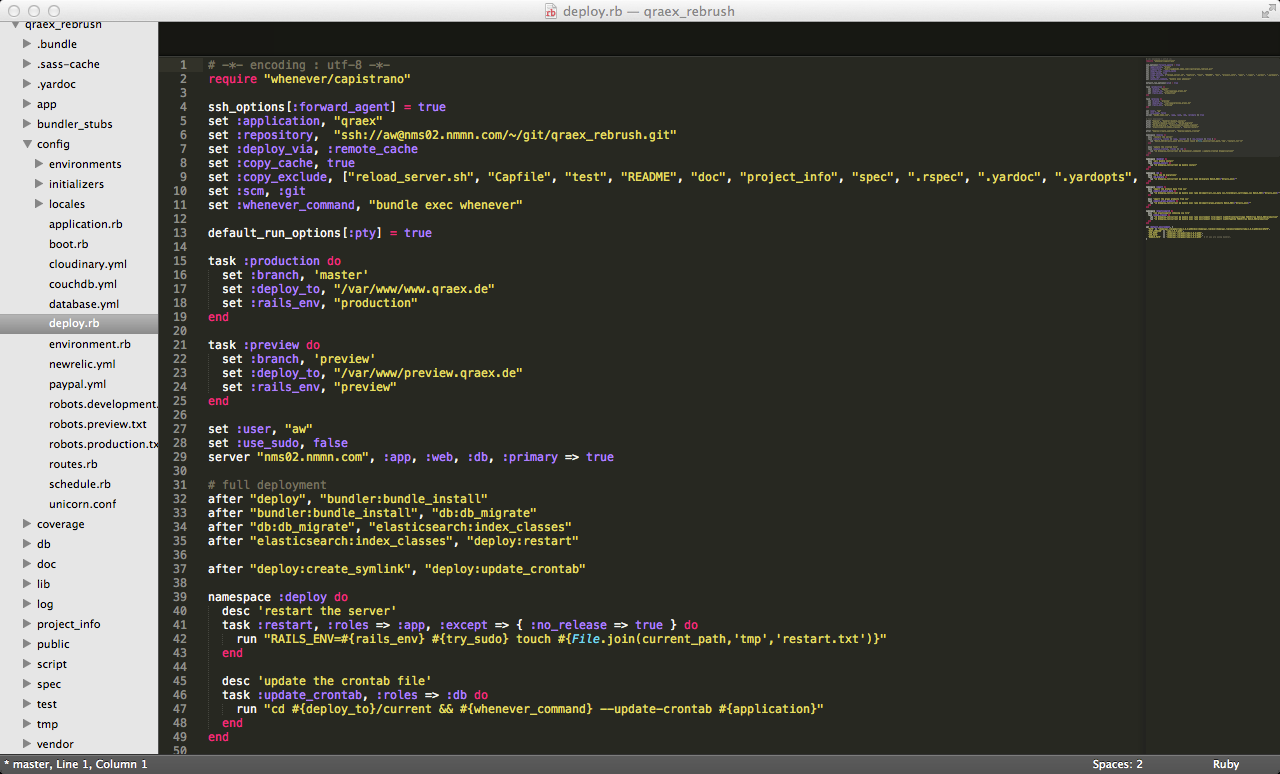 deploy.rb — qraex_rebrush
qraex_rebrush
.bundle
.sass-cache
.yardoc
app
bundler_stubs
config
environments
initializers
locales
application.rb
boot.rb
cloudinary.yml
couchdb.yml
database.yml
deploy.rb
environment.rb
newrelic.yml
paypal.yml
robots.development.
robots.preview.txt
robots.production.tx
routes.rb
schedule.rb
unicorn.conf
coverage
db
doc
lib
log
project_info
public
script
spec
test
tmp
vendor
1 # -*- encoding : utf-8 -*-
2 require "whenever/capistrano"
3
4 ssh_options[:forward_agent] = true
5 set :application, "qraex"
6 set :repository,  "ssh://aw@nms02.nmmn.com/~/git/qraex_rebrush.git"
7 set :deploy_via, :remote_cache
8 set :copy_cache, true
9 set :copy_exclude, ["reload_server.sh", "Capfile", "test", "README", "doc", "project_info", "spec", ".rspec", ".yardoc", ".yardopts",
10 set :scm, :git
11 set :whenever_command, "bundle exec whenever"
12
13 default_run_options[:pty] = true
14
15 task :production do
16   set :branch, 'master'
17   set :deploy_to, "/var/www/www.qraex.de"
18   set :rails_env, "production"
19 end
20
21 task :preview do
22   set :branch, 'preview'
23   set :deploy_to, "/var/www/preview.qraex.de"
24   set :rails_env, "preview"
25 end
26
27 set :user, "aw"
28 set :use_sudo, false
29 server "nms02.nmmn.com", :app, :web, :db, :primary => true
30
31 # full deployment
32 after "deploy", "bundler:bundle_install"
33 after "bundler:bundle_install", "db:db_migrate"
34 after "db:db_migrate", "elasticsearch:index_classes"
35 after "elasticsearch:index_classes", "deploy:restart"
36
37 after "deploy:create_symlink", "deploy:update_crontab"
38
39 namespace :deploy do
40   desc 'restart the server'
41   task :restart, :roles => :app, :except => { :no_release => true } do
42     run "RAILS_ENV=#{rails_env} #{try_sudo} touch #{File.join(current_path,'tmp','restart.txt')}"
43   end
44
45   desc 'update the crontab file'
46   task :update_crontab, :roles => :db do
47     run "cd #{deploy_to}/current && #{whenever_command} --update-crontab #{application}"
48   end
49 end
50
* master, Line 1, Column 1
Spaces: 2
Ruby